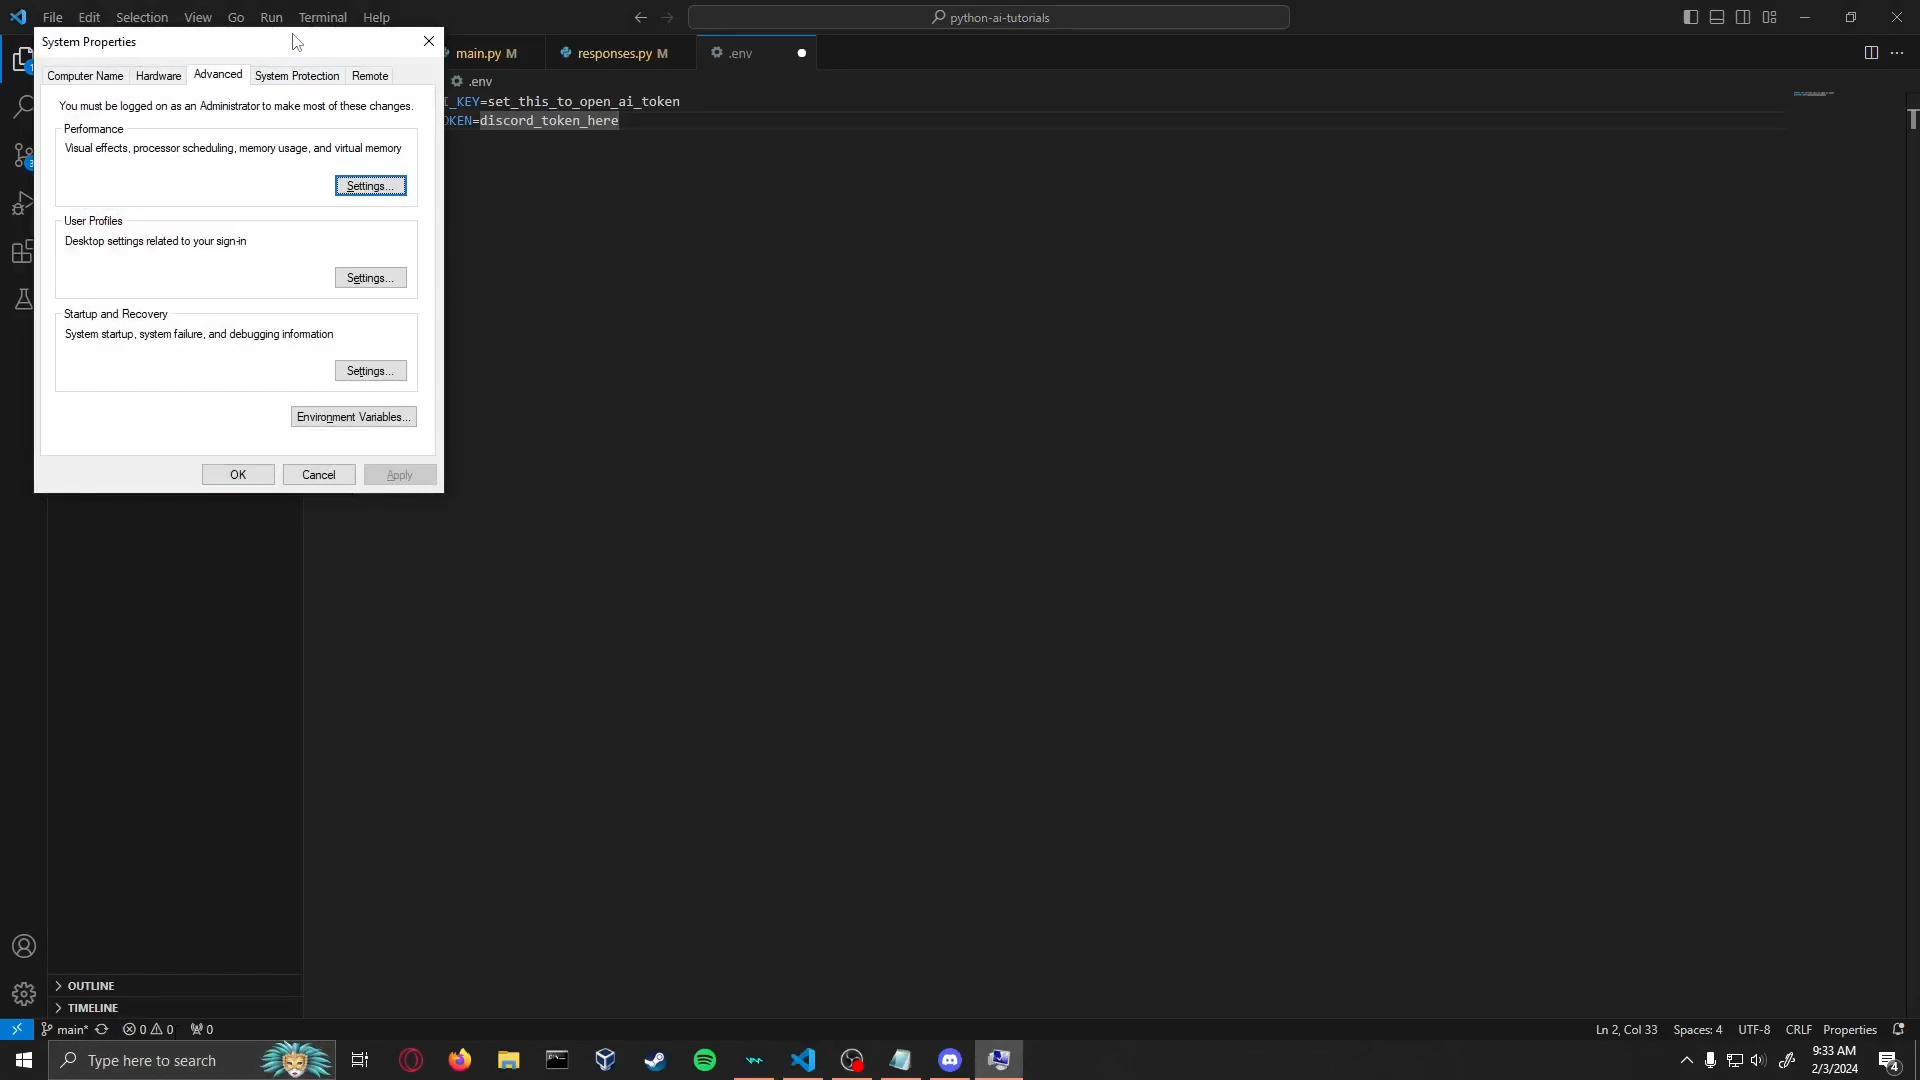 File Edit Selection View Go Run Terminal Help
python-ai-tutorials
System Properties
main.py M
responses.py M
.env
Computer Name Hardware Advanced System Protection Remote
.env
You must be logged on as an Administrator to make most of these changes.
I_KEY=set_this_to_open_ai_token
OKEN=discord_token_here
Performance
Visual effects, processor scheduling, memory usage, and virtual memory
Settings...
User Profiles
Desktop settings related to your sign-in
Settings...
Startup and Recovery
System startup, system failure, and debugging information
Settings...
Environment Variables...
OK Cancel Apply
OUTLINE
TIMELINE
main* 0 0 0
Ln 2, Col 33 Spaces: 4 UTF-8 CRLF Properties
Type here to search
9:33 AM
2/3/2024
4